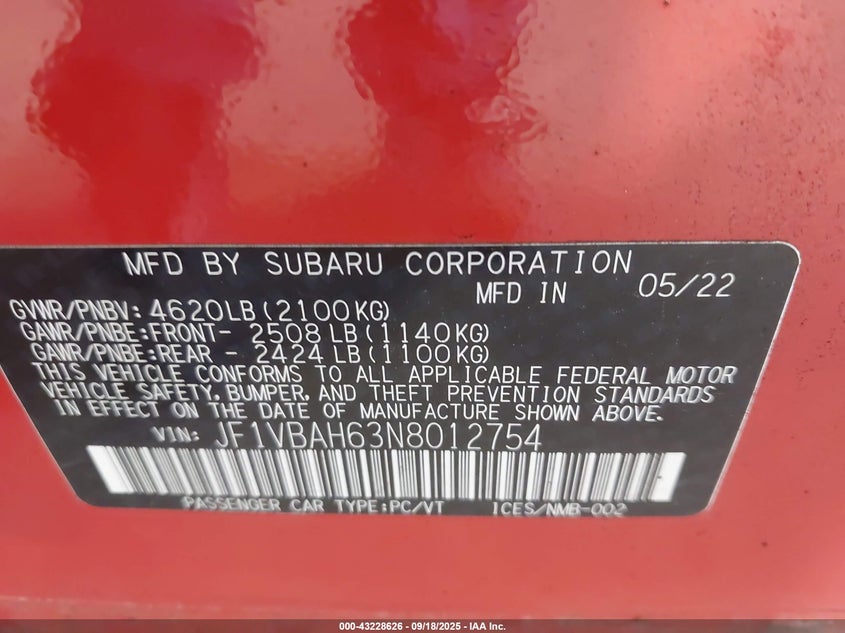 MFD BY SUBARU CORPORATION
MFD IN 05/22
GVWR/PNBV: 4620LB (2100KG)
GAWR/PNBE:FRONT- 2508 LB (1140KG)
GAWR/PNBE:REAR - 2424 LB (1100KG)
THIS VEHICLE CONFORMS TO ALL APPLICABLE FEDERAL MOTOR
VEHICLE SAFETY, BUMPER, AND THEFT PREVENTION STANDARDS
IN EFFECT ON THE DATE OF MANUFACTURE SHOWN ABOVE.
VIN: JF1VBAH63N8012754
PASSENGER CAR TYPE:PC/VT ICES/NMB-002
000-43228626 - 09/18/2025 - IAA Inc.